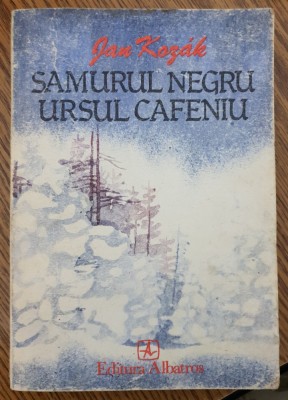 Jan Kozák
SAMURUL NEGRU
URSUL CAFENIU
Editura Albatros